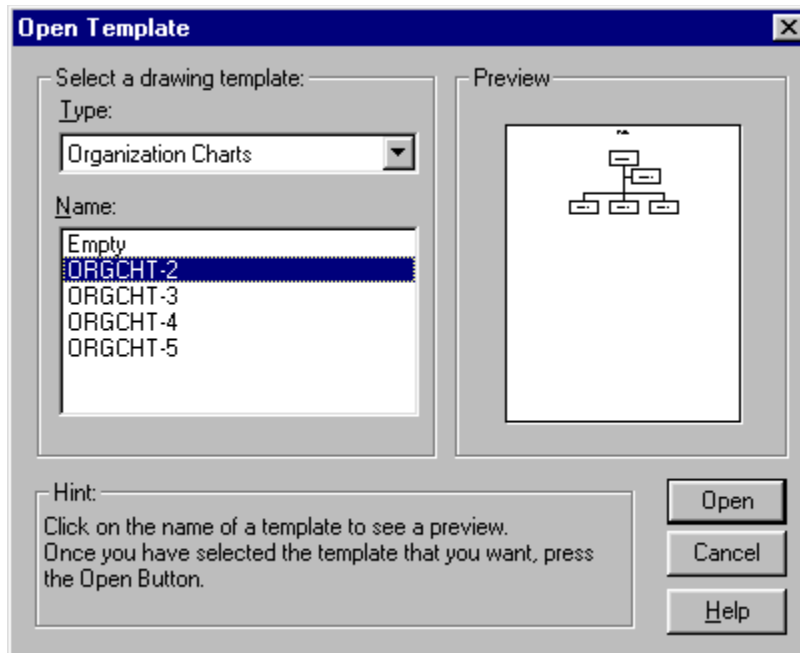 Open Template
Select a drawing template:
Type:
Organization Charts
Name:
Empty
ORGCHT-2
ORGCHT-3
ORGCHT-4
ORGCHT-5
Preview
Hint:
Click on the name of a template to see a preview.
Once you have selected the template that you want, press
the Open Button.
Open
Cancel
Help